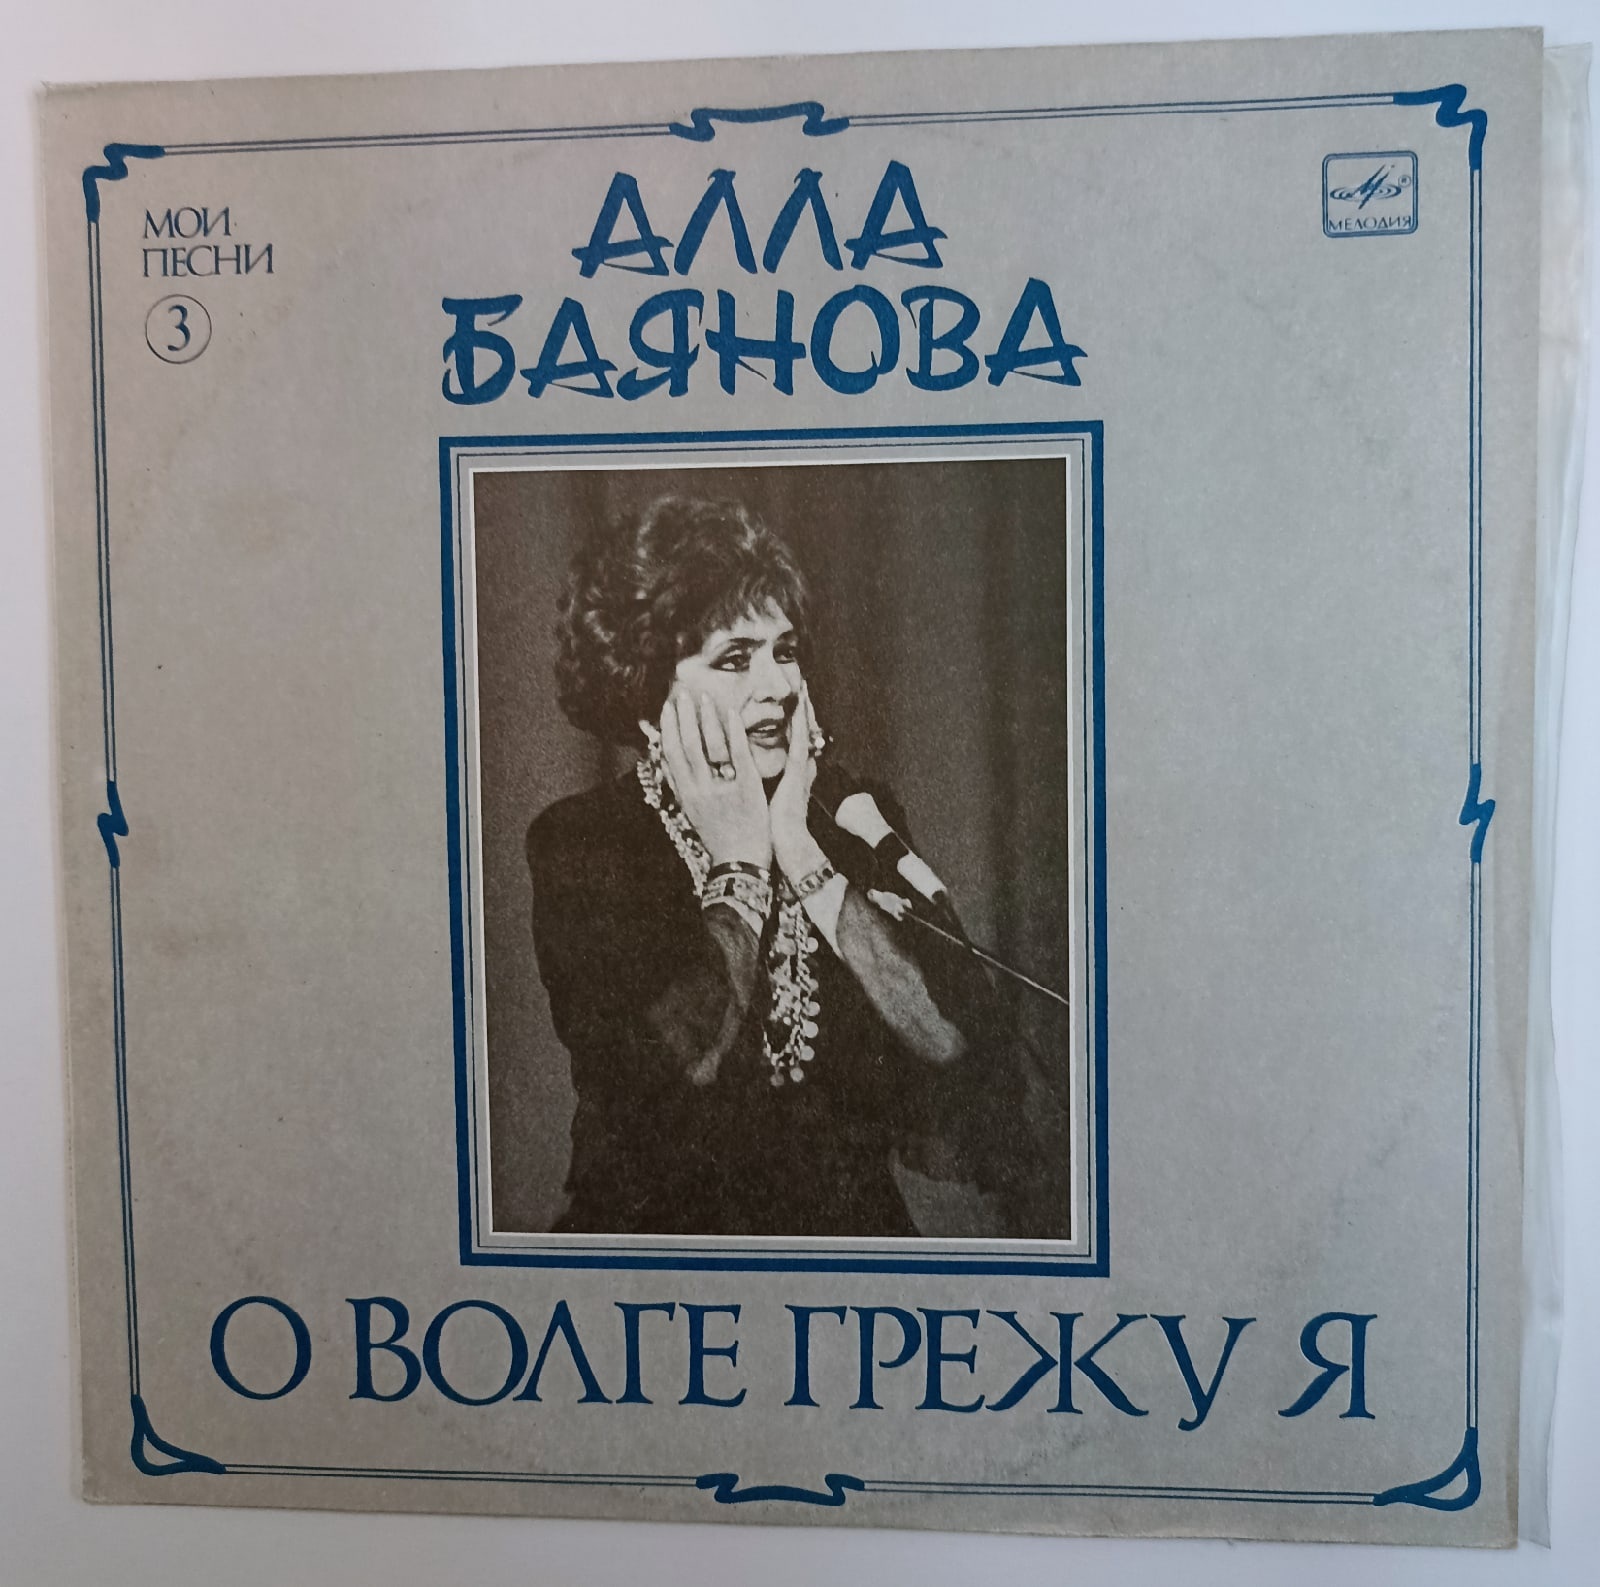 МОИ
ПЕСНИ
3
АЛЛА
БАЯНОВА
МЕЛОДИЯ
О ВОЛГЕ ГРЕЖУ Я